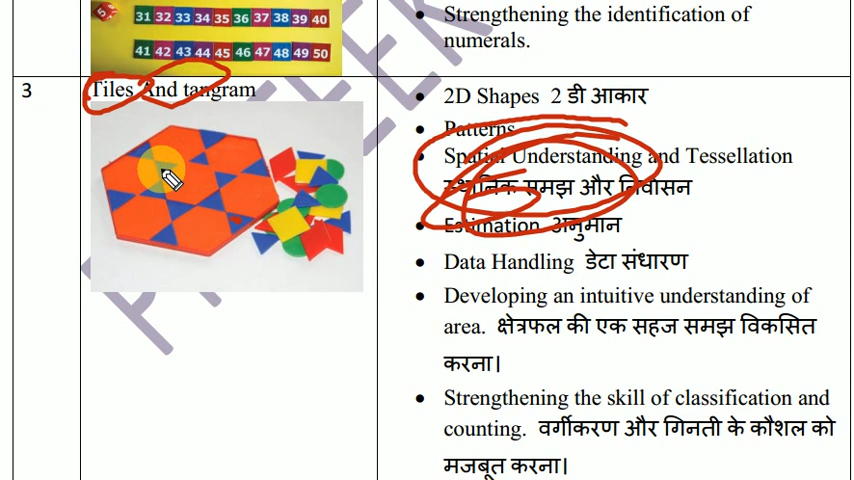 5
31 32 33 34 35 36 37 38 39 40
41 42 43 44 45 46 47 48 49 50
Strengthening the identification of
numerals.
3
Tiles And tangram
2D Shapes 2 डी आकार
Patterns
Spatial Understanding and Tessellation
स्थानिक समझ और निवासन
Estimation अनुमान
Data Handling डेटा संधारण
Developing an intuitive understanding of
area. क्षेत्रफल की एक सहज समझ विकसित
करना।
Strengthening the skill of classification and
counting. वर्गीकरण और गिनती के कौशल को
मजबूत करना।